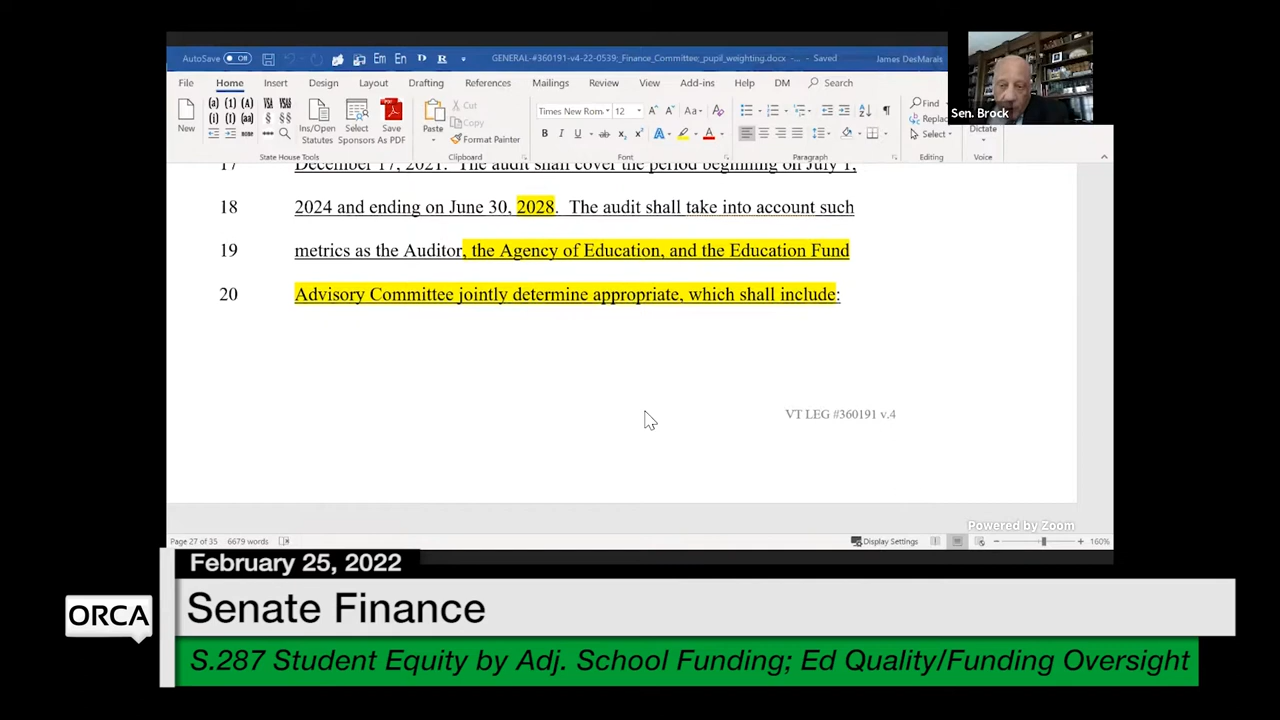 AutoSave Off
GENERAL-#360191-v4-22-0539;_Finance_Committee;_pupil_weighting.docx - Saved
James DesMarais
File Home Insert Design Layout Drafting References Mailings Review View Add-ins Help DM Acrobat
New
Ins/Open Statutes
Select Sources
Save As PDF
State House Tools
Paste
Cut
Copy
Format Painter
Clipboard
Times New Rom
12
Font
Paragraph
Find
Replace
Select
Editing
Dictate
Voice
Sen. Brock
17 December 17, 2021. The audit shall cover the period beginning on July 1,
18 2024 and ending on June 30, 2028. The audit shall take into account such
19 metrics as the Auditor, the Agency of Education, and the Education Fund
20 Advisory Committee jointly determine appropriate, which shall include:
VT LEG #360191 v.4
Powered by Zoom
Page 27 of 35 6679 words
Display Settings
160%
February 25, 2022
ORCA
Senate Finance
S.287 Student Equity by Adj. School Funding; Ed Quality/Funding Oversight